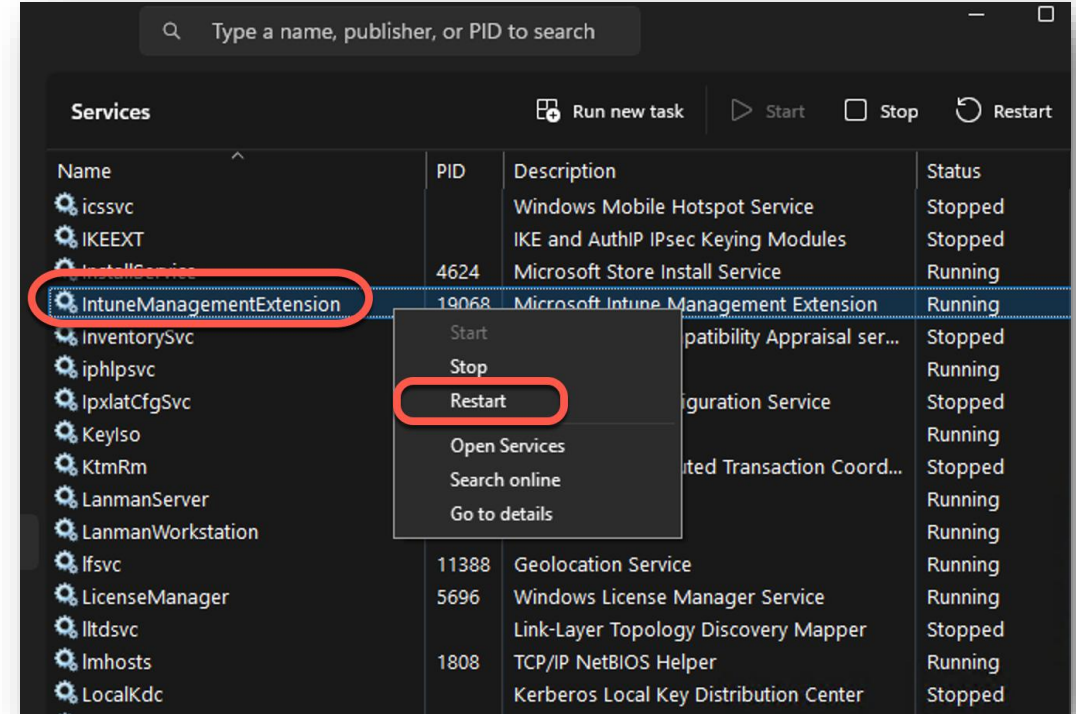 Type a name, publisher, or PID to search
Services Run new task Start Stop Restart
Name PID Description Status
icssvc Windows Mobile Hotspot Service Stopped
IKEEXT IKE and AuthIP IPsec Keying Modules Stopped
InstallService 4624 Microsoft Store Install Service Running
IntuneManagementExtension 19068 Microsoft Intune Management Extension Running
InventorySvc patibility Appraisal ser... Stopped
iphlpsvc Running
IpxlatCfgSvc iguration Service Stopped
KeyIso Running
KtmRm uted Transaction Coord... Stopped
LanmanServer Running
LanmanWorkstation Running
lfsvc 11388 Geolocation Service Running
LicenseManager 5696 Windows License Manager Service Running
lltdsvc Link-Layer Topology Discovery Mapper Stopped
lmhosts 1808 TCP/IP NetBIOS Helper Running
LocalKdc Kerberos Local Key Distribution Center Stopped
Start
Stop
Restart
Open Services
Search online
Go to details